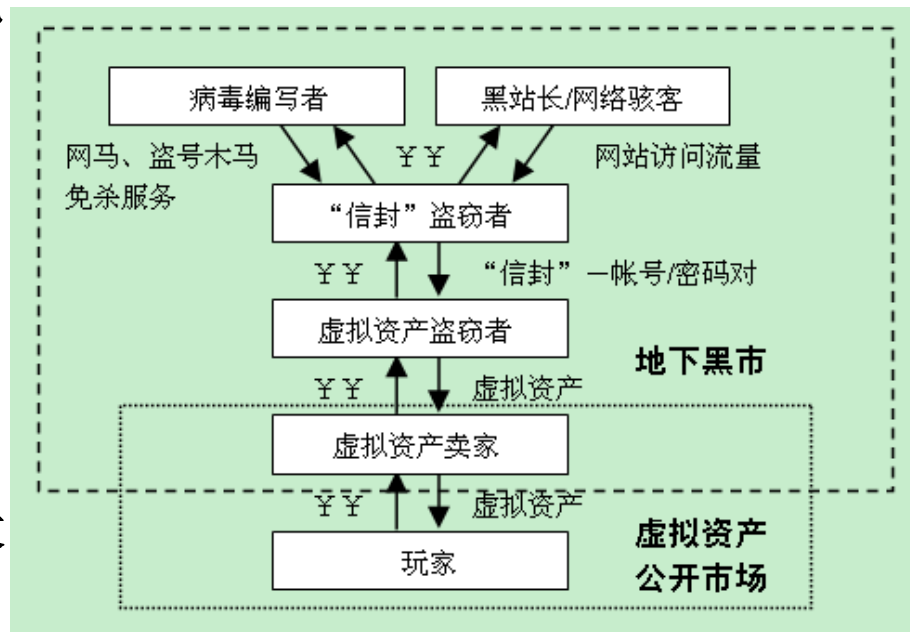 病毒编写者
黑站长/网络骇客
网马、盗号木马
免杀服务
¥¥
网站访问流量
“信封”盗窃者
¥¥
“信封”—帐号/密码对
虚拟资产盗窃者
地下黑市
¥¥
虚拟资产
虚拟资产卖家
¥¥
虚拟资产
虚拟资产
公开市场
玩家